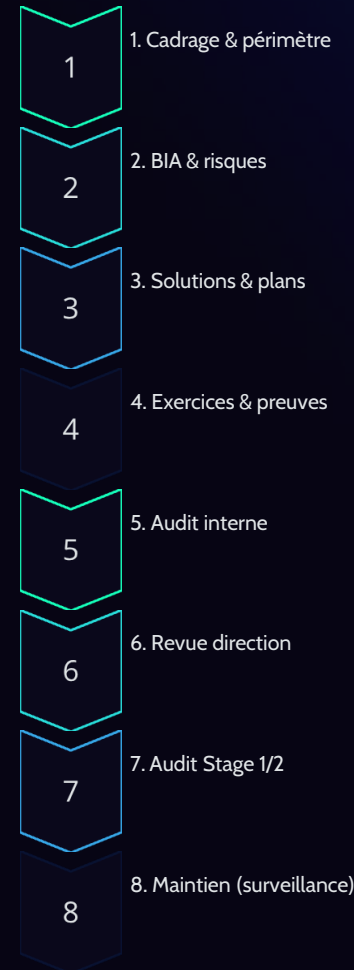 1
1. Cadrage & périmètre
2
2. BIA & risques
3
3. Solutions & plans
4
4. Exercices & preuves
5
5. Audit interne
6
6. Revue direction
7
7. Audit Stage 1/2
8
8. Maintien (surveillance)